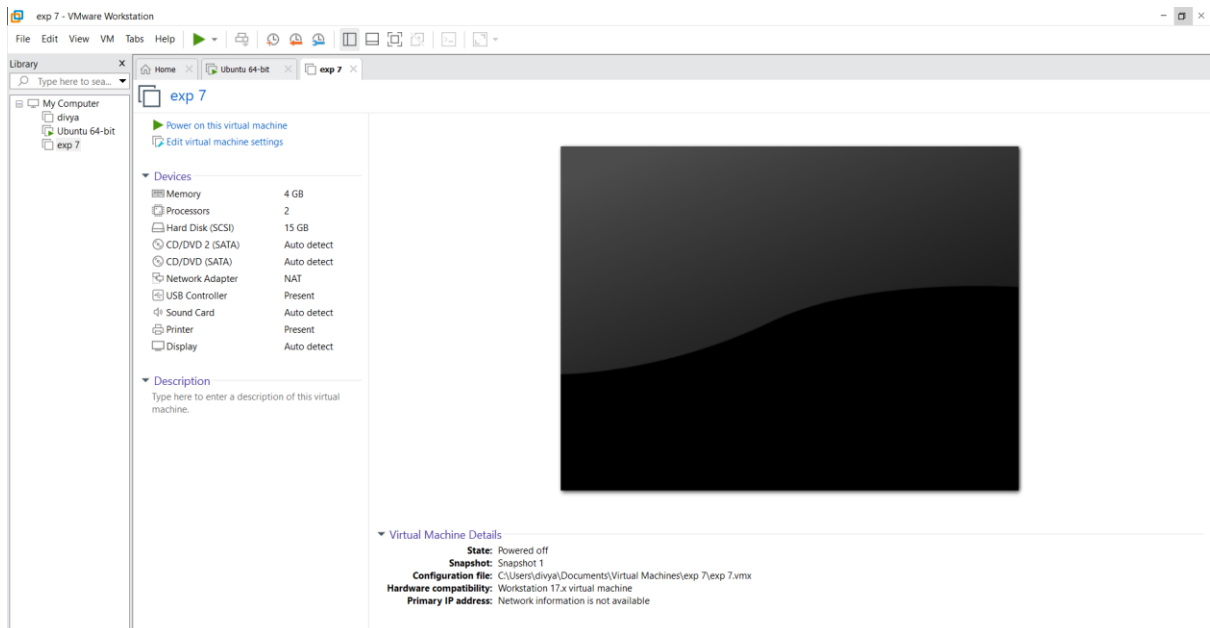 exp 7 - VMware Workstation
File Edit View VM Tabs Help
Library X
Type here to sea...
My Computer
divya
Ubuntu 64-bit
exp 7
Home Ubuntu 64-bit exp 7
exp 7
Power on this virtual machine
Edit virtual machine settings
Devices
Memory 4 GB
Processors 2
Hard Disk (SCSI) 15 GB
CD/DVD 2 (SATA) Auto detect
CD/DVD (SATA) Auto detect
Network Adapter NAT
USB Controller Present
Sound Card Auto detect
Printer Present
Display Auto detect
Description
Type here to enter a description of this virtual
machine.
Virtual Machine Details
State: Powered off
Snapshot: Snapshot 1
Configuration file: C:\Users\divya\Documents\Virtual Machines\exp 7\exp 7.vmx
Hardware compatibility: Workstation 17.x virtual machine
Primary IP address: Network information is not available